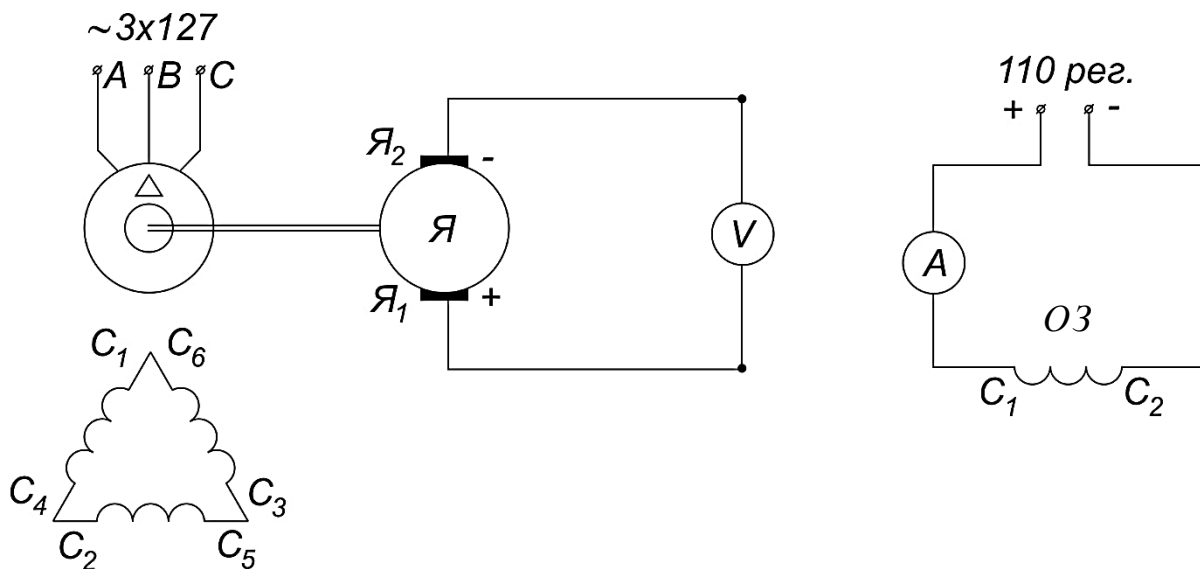 ~3x127
A B C
Я2 -
Я
Я1 +
V
C1 C6
C4 C3
C2 C5
110 рег.
+ -
A
ОЗ
C1 C2